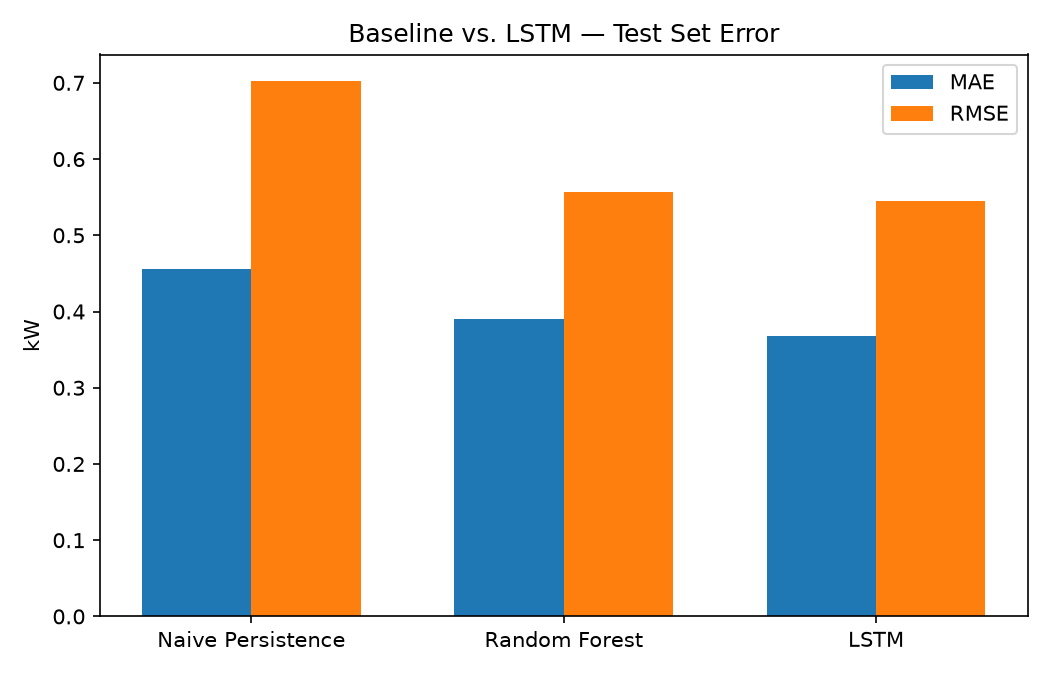 Baseline vs. LSTM — Test Set Error
MAE
RMSE
kW
0.7
0.6
0.5
0.4
0.3
0.2
0.1
0.0
Naive Persistence
Random Forest
LSTM